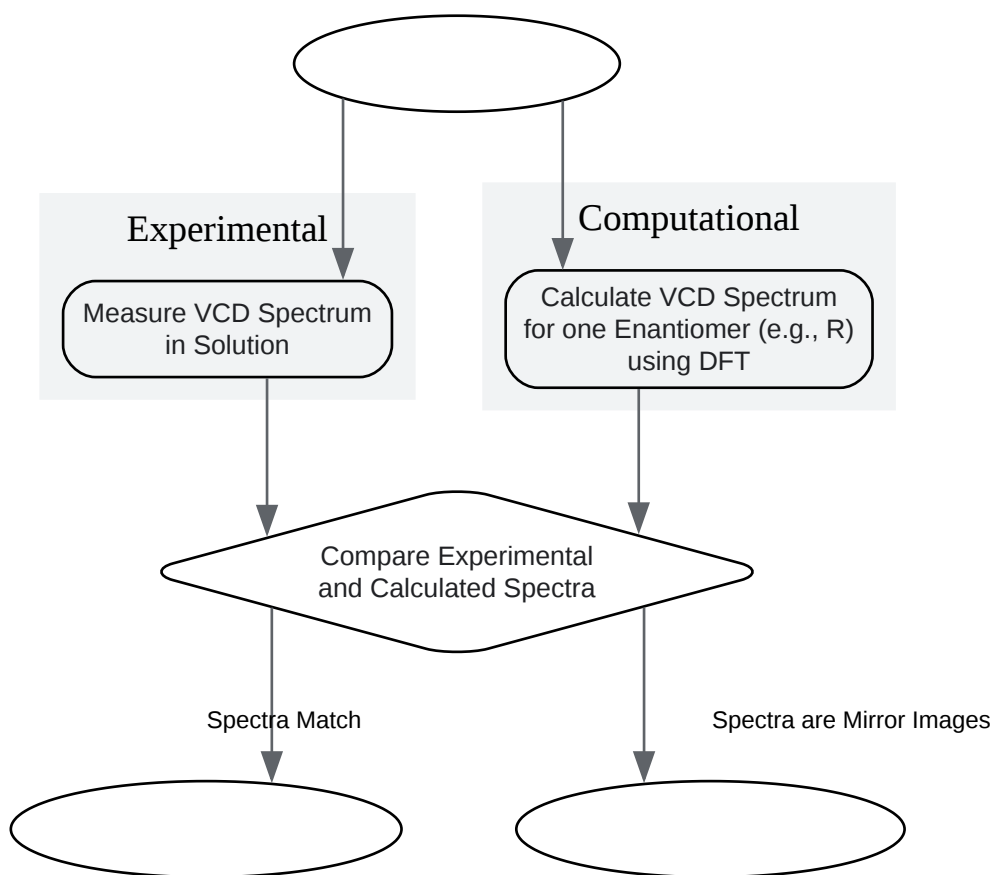 Experimental
Computational
Measure VCD Spectrum
in Solution
Calculate VCD Spectrum
for one Enantiomer (e.g., R)
using DFT
Compare Experimental
and Calculated Spectra
Spectra Match
Spectra are Mirror Images